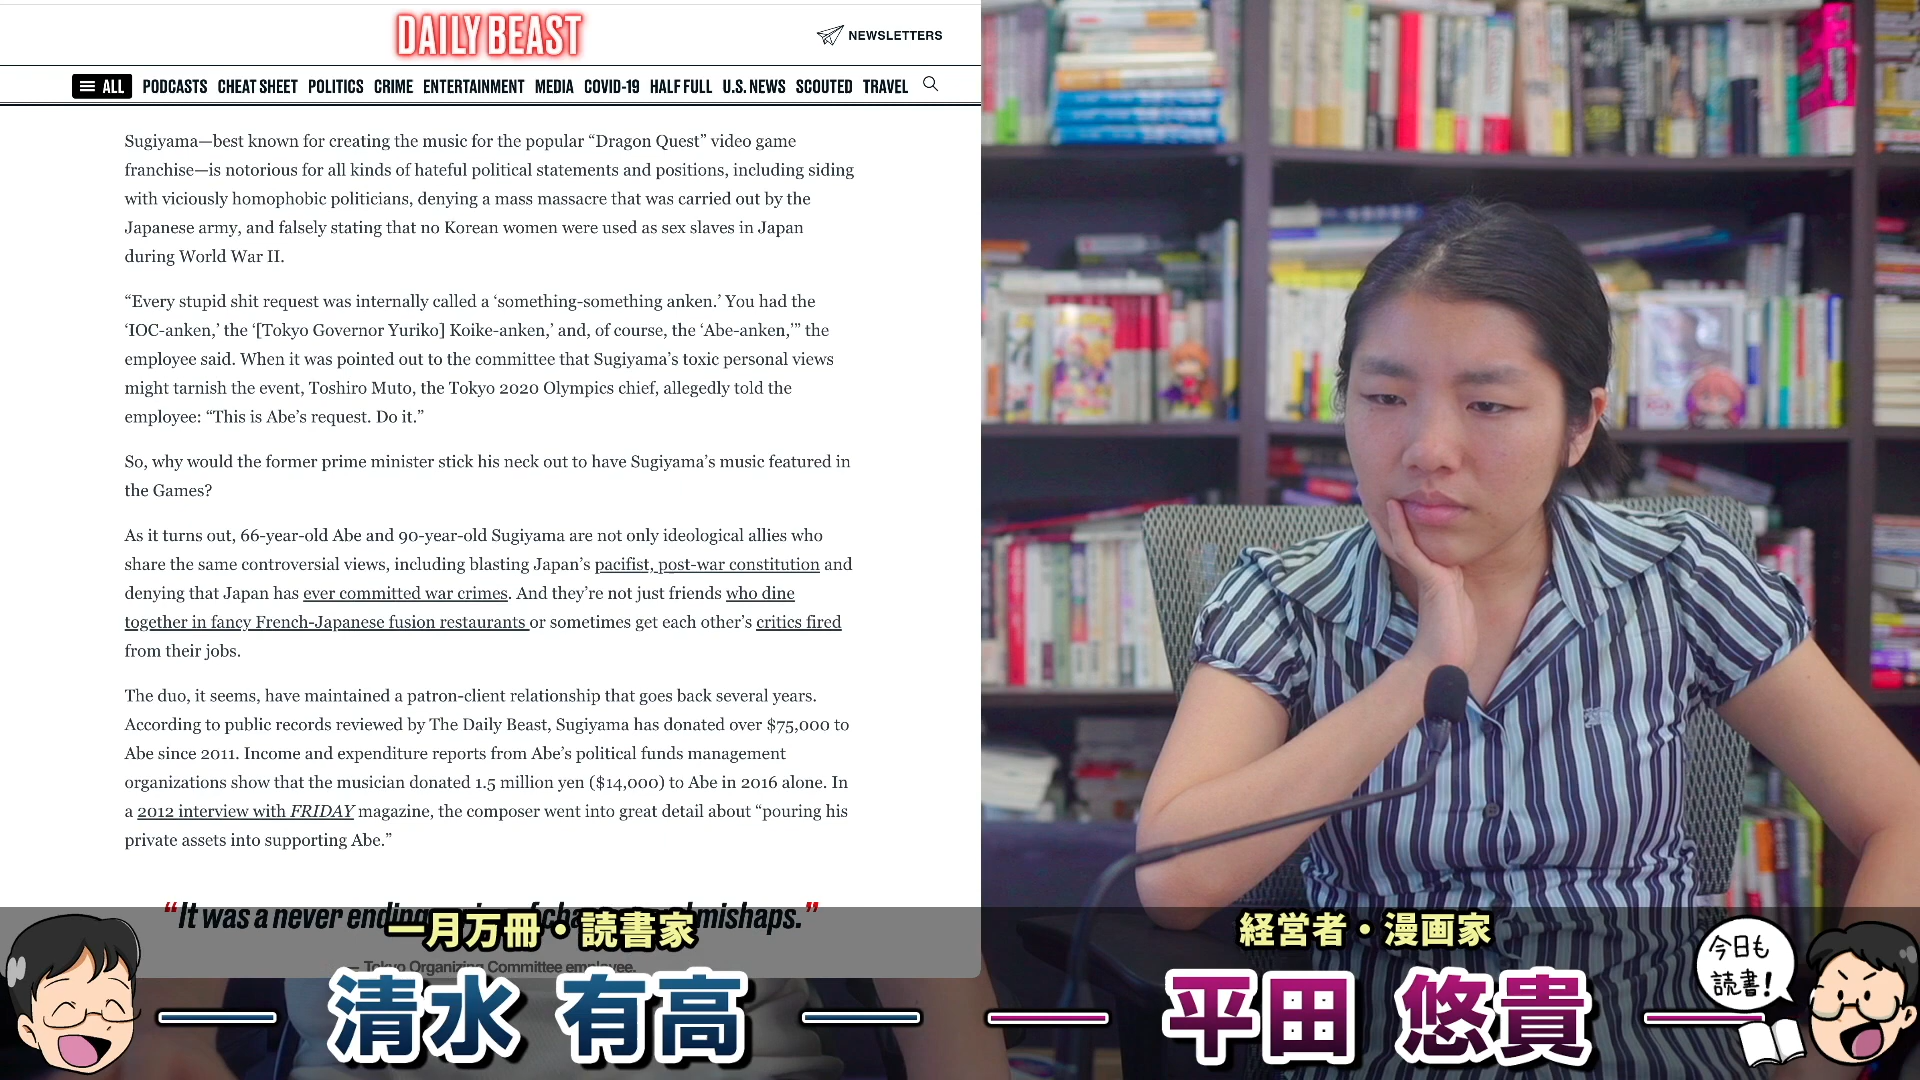 DAILY BEAST
NEWSLETTERS
ALL PODCASTS CHEAT SHEET POLITICS CRIME ENTERTAINMENT MEDIA COVID-19 HALF FULL U.S. NEWS SCOUTED TRAVEL
Sugiyama—best known for creating the music for the popular “Dragon Quest” video game
franchise—is notorious for all kinds of hateful political statements and positions, including siding
with viciously homophobic politicians, denying a mass massacre that was carried out by the
Japanese army, and falsely stating that no Korean women were used as sex slaves in Japan
during World War II.
“Every stupid shit request was internally called a ‘something-something anken.’ You had the
‘IOC-anken,’ the ‘[Tokyo Governor Yuriko] Koike-anken,’ and, of course, the ‘Abe-anken,’” the
employee said. When it was pointed out to the committee that Sugiyama’s toxic personal views
might tarnish the event, Toshiro Muto, the Tokyo 2020 Olympics chief, allegedly told the
employee: “This is Abe’s request. Do it.”
So, why would the former prime minister stick his neck out to have Sugiyama’s music featured in
the Games?
As it turns out, 66-year-old Abe and 90-year-old Sugiyama are not only ideological allies who
share the same controversial views, including blasting Japan’s pacifist, post-war constitution and
denying that Japan has ever committed war crimes. And they’re not just friends who dine
together in fancy French-Japanese fusion restaurants or sometimes get each other’s critics fired
from their jobs.
The duo, it seems, have maintained a patron-client relationship that goes back several years.
According to public records reviewed by The Daily Beast, Sugiyama has donated over $75,000 to
Abe since 2011. Income and expenditure reports from Abe’s political funds management
organizations show that the musician donated 1.5 million yen ($14,000) to Abe in 2016 alone. In
a 2012 interview with FRIDAY magazine, the composer went into great detail about “pouring his
private assets into supporting Abe.”
“It was a never ending mishaps.”
— Tokyo Organizing Committee employee.
一月万冊・読書家
清水 有高
経営者・漫画家
平田 悠貴
今日も
読書!